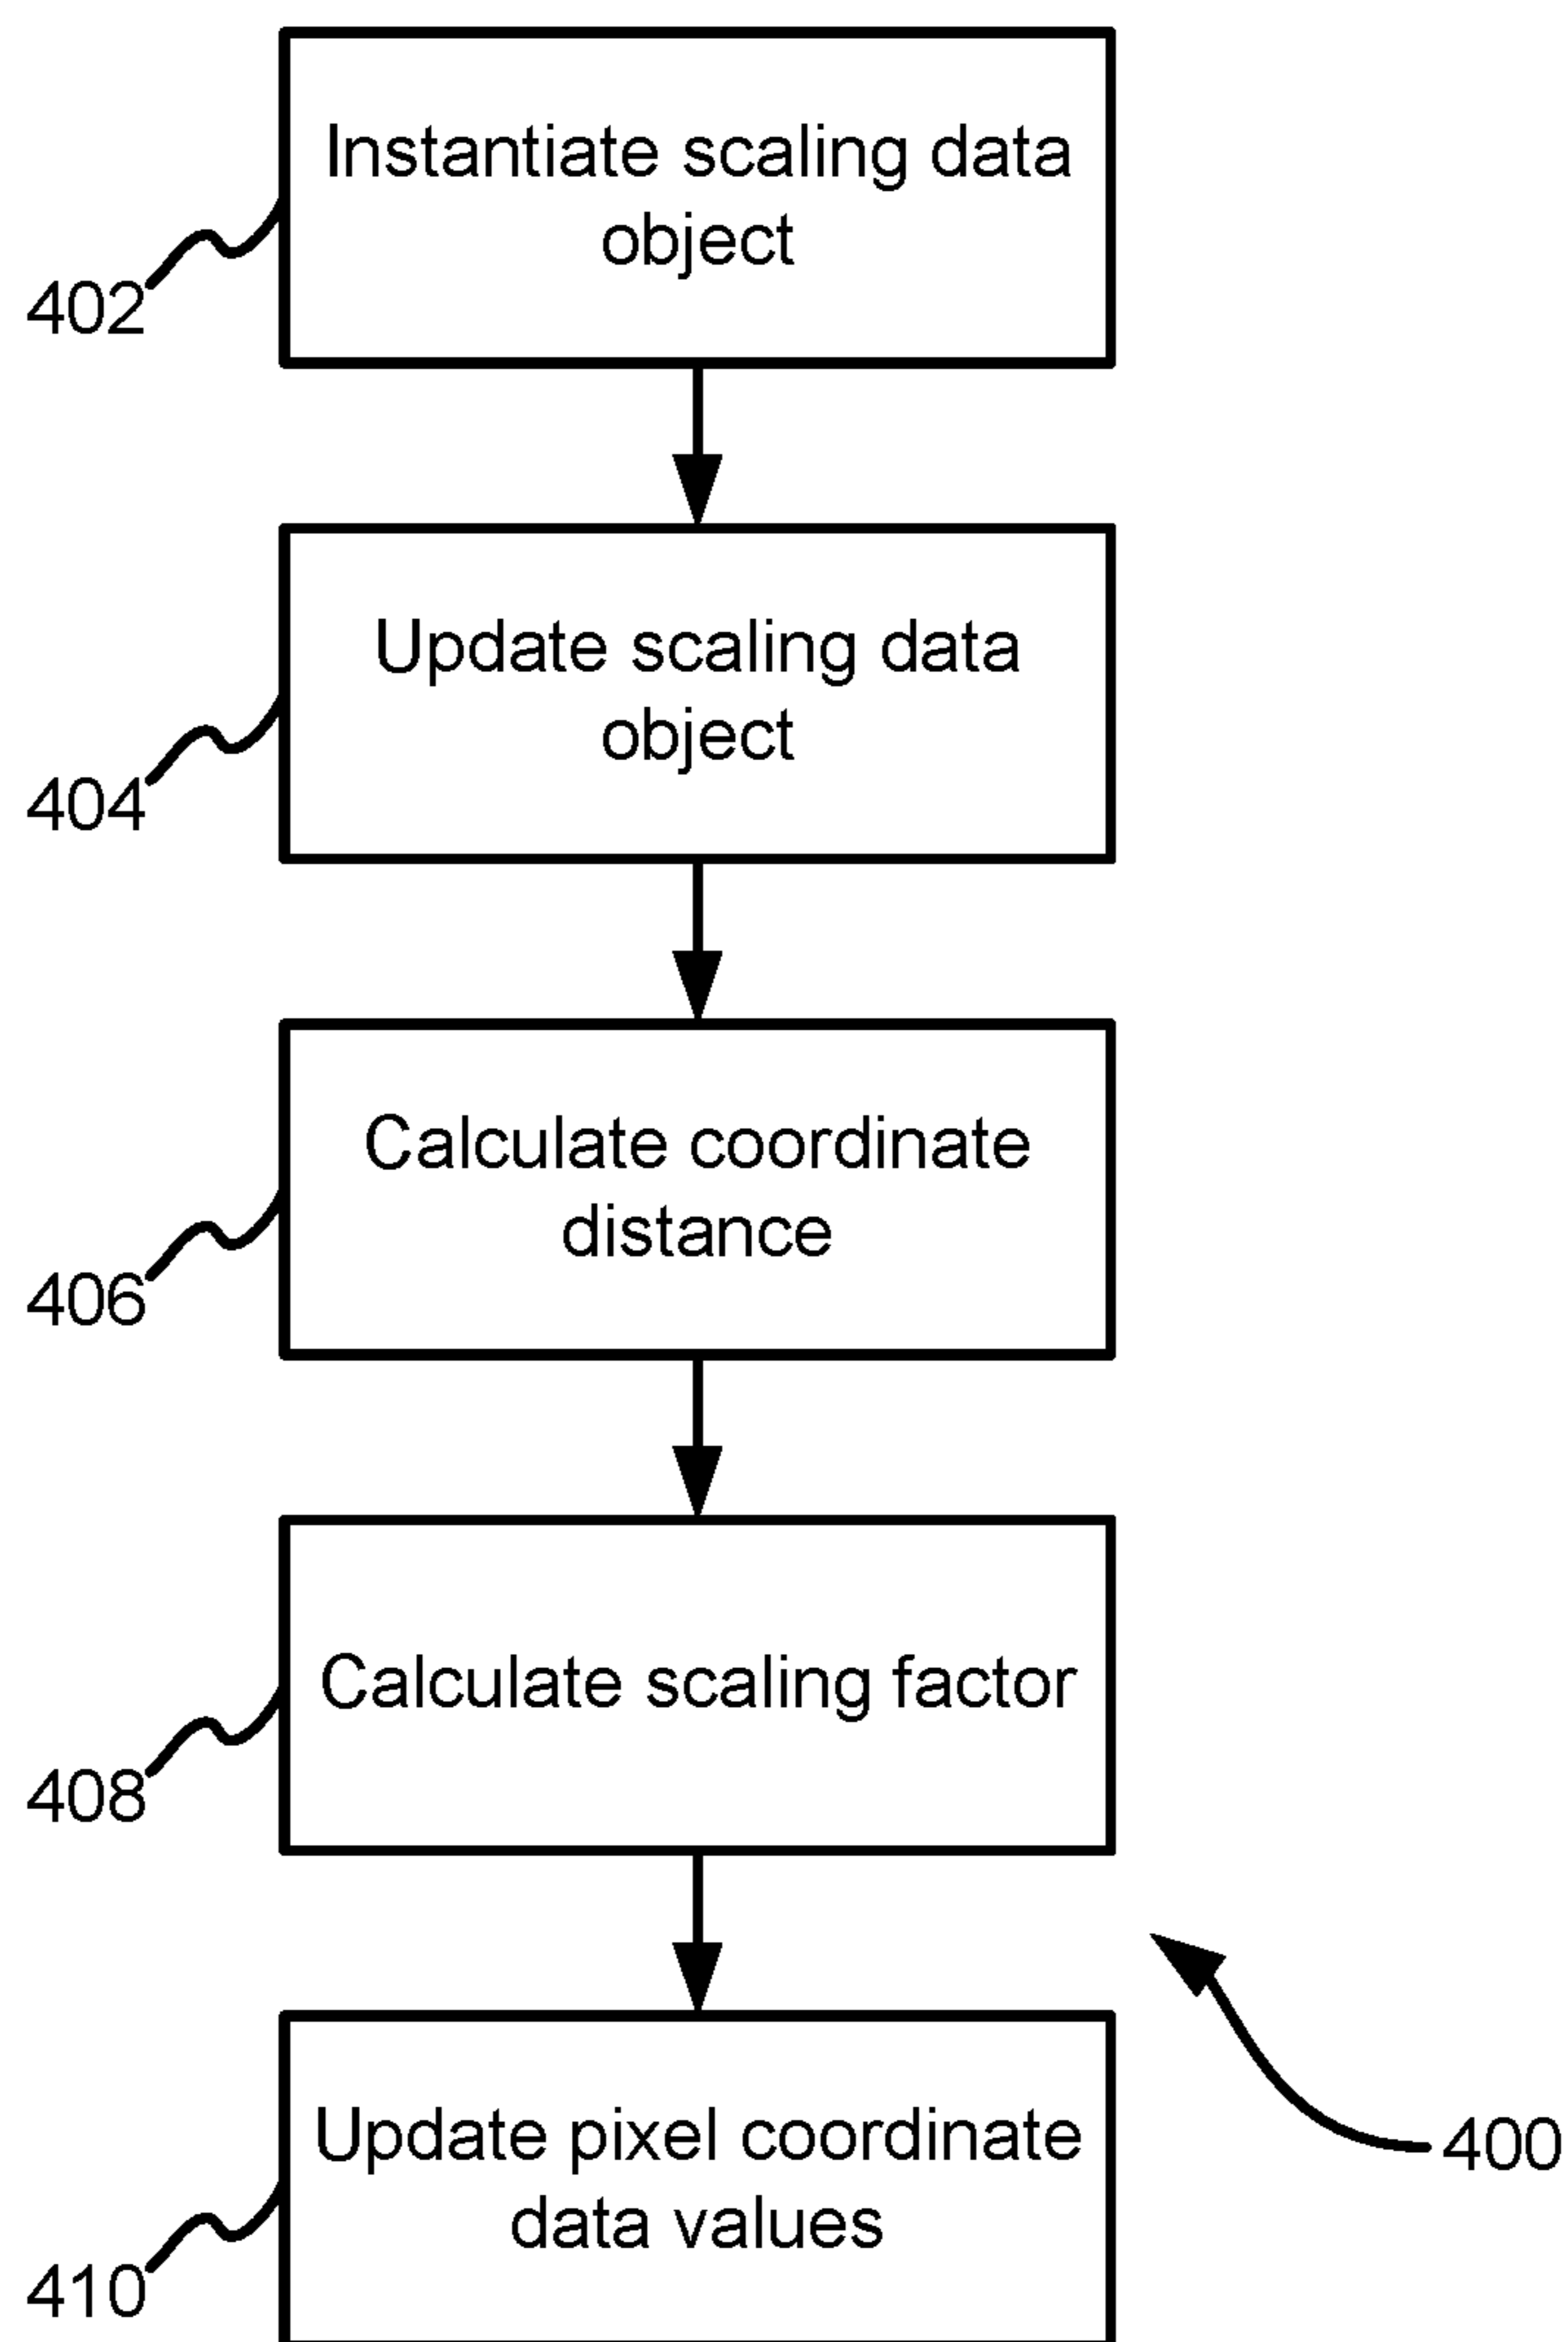 Instantiate scaling data
object
402
Update scaling data
object
404
Calculate coordinate
distance
406
Calculate scaling factor
408
Update pixel coordinate
data values
410
400